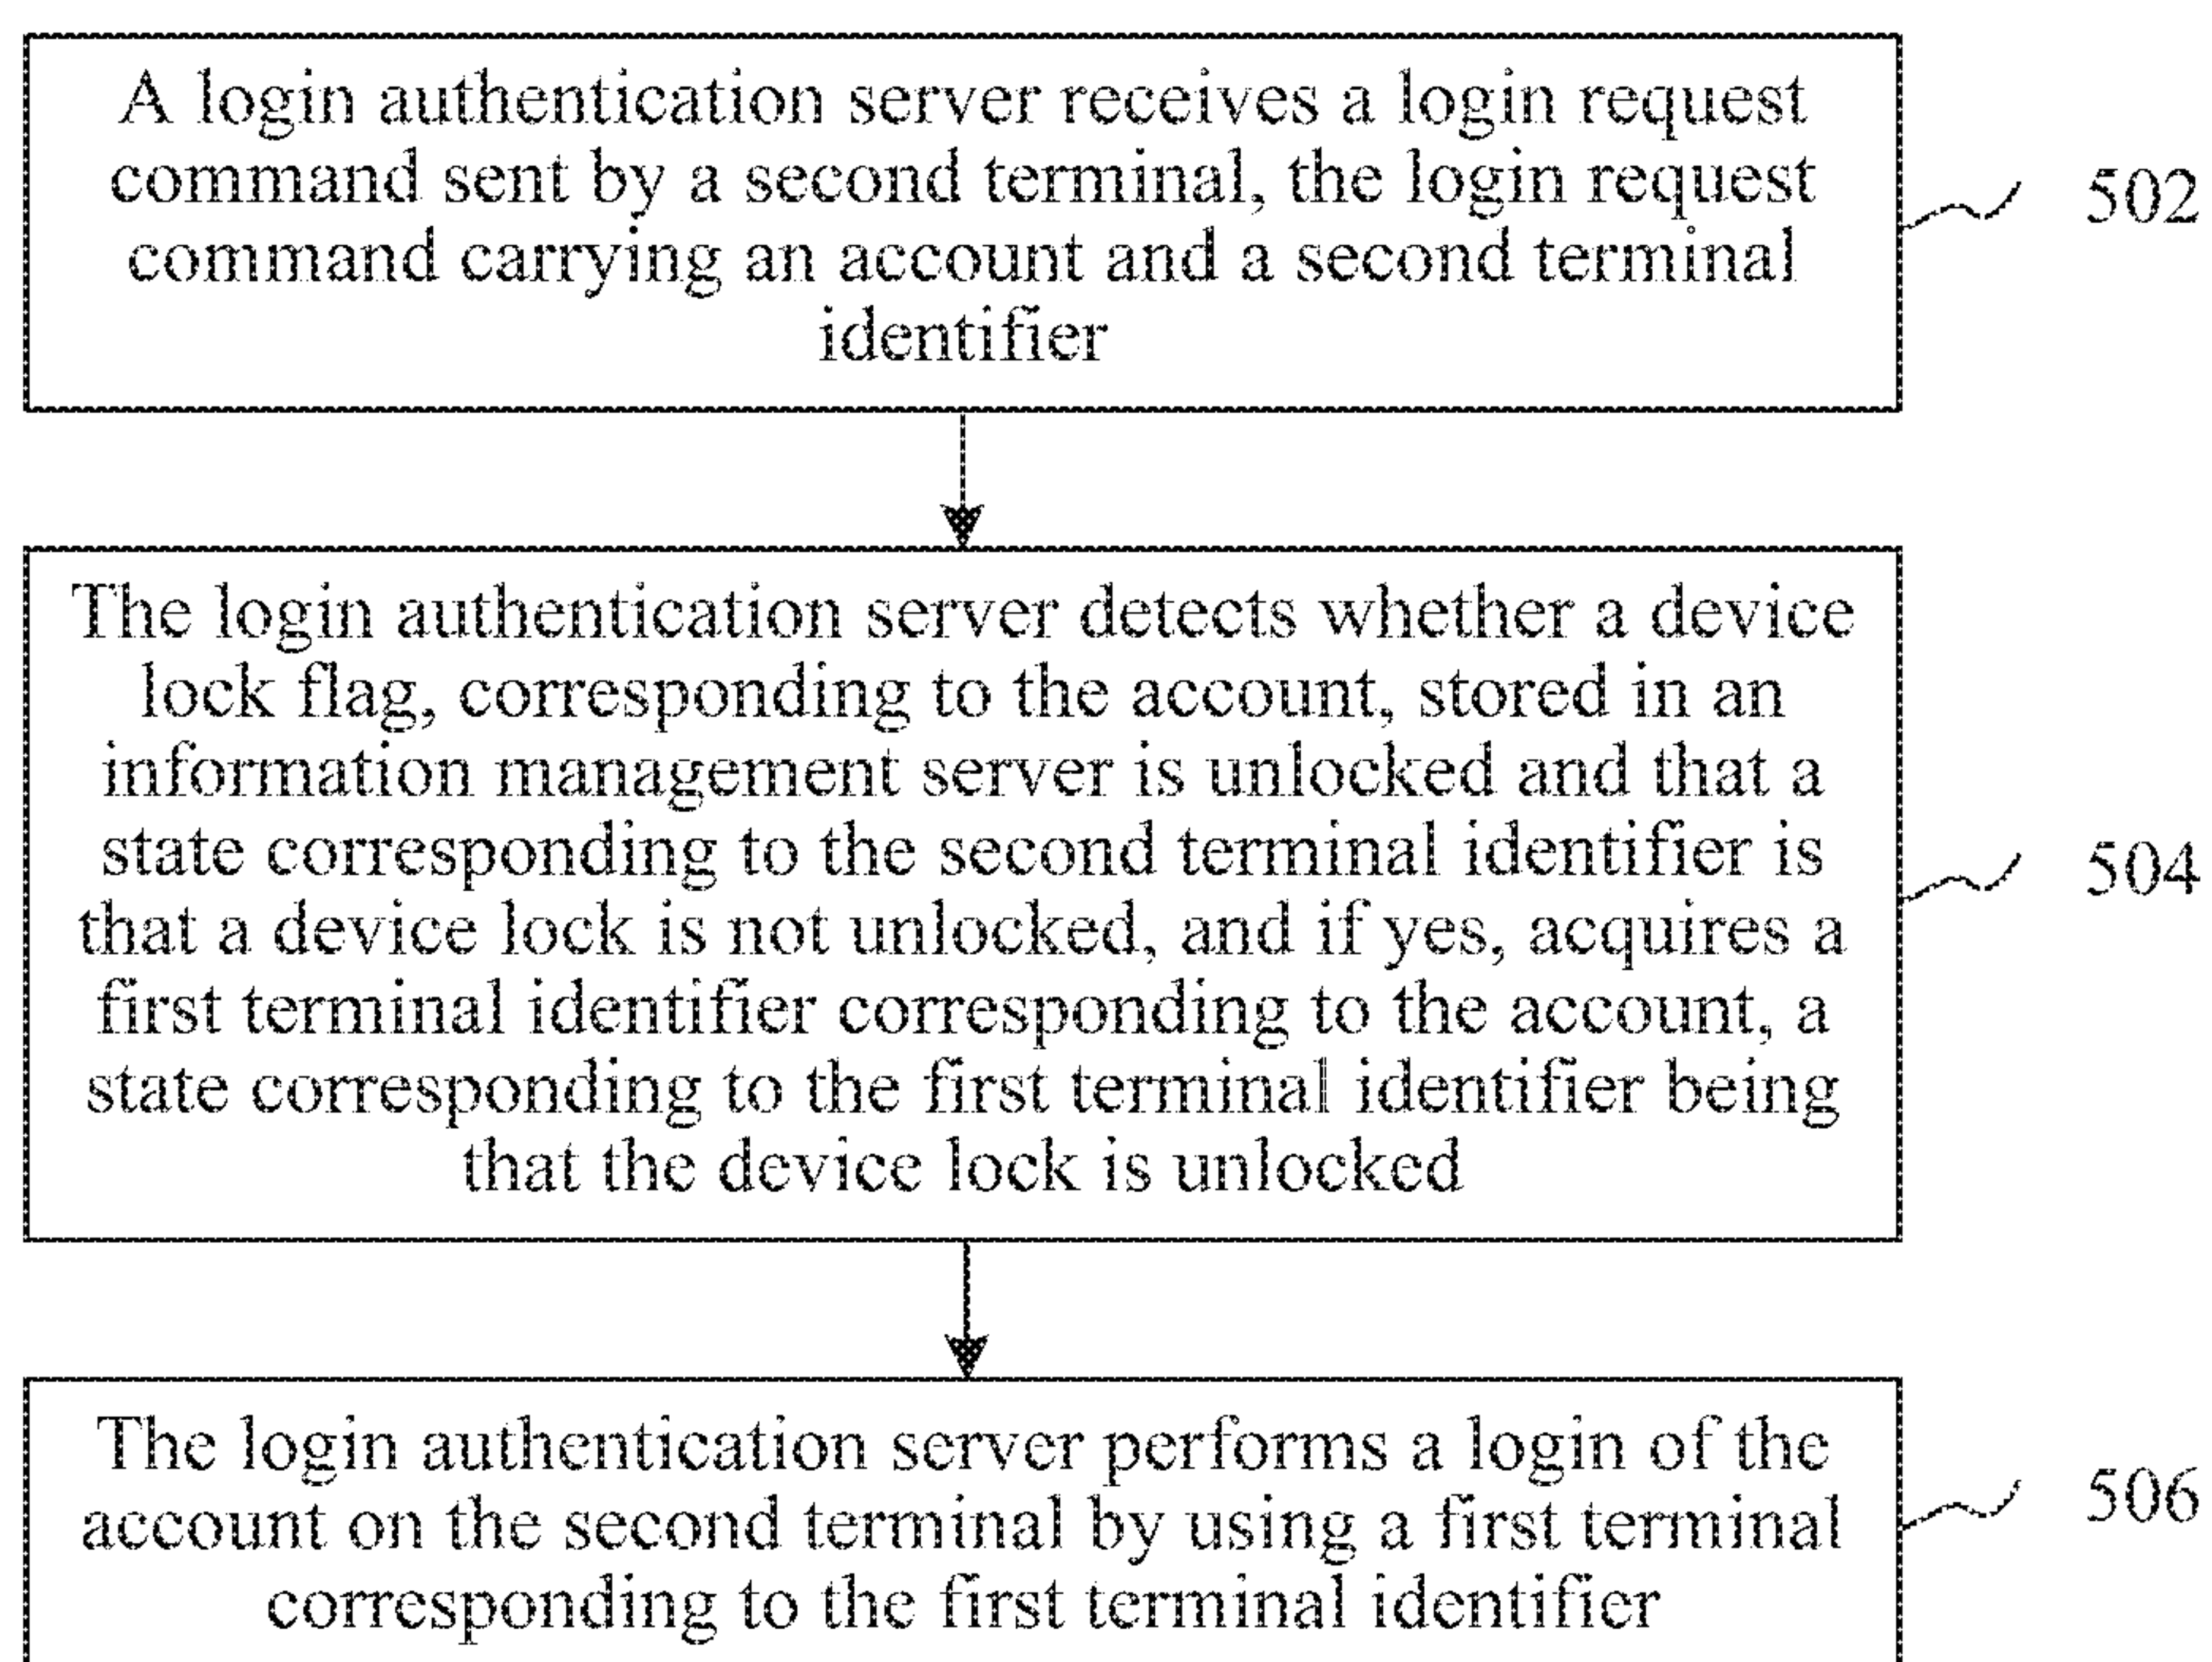 A login authentication server receives a login request
command sent by a second terminal, the login request
command carrying an account and a second terminal
identifier
502
The login authentication server detects whether a device
lock flag, corresponding to the account, stored in an
information management server is unlocked and that a
state corresponding to the second terminal identifier is
that a device lock is not unlocked, and if yes, acquires a
first terminal identifier corresponding to the account, a
state corresponding to the first terminal identifier being
that the device lock is unlocked
504
The login authentication server performs a login of the
account on the second terminal by using a first terminal
corresponding to the first terminal identifier
506